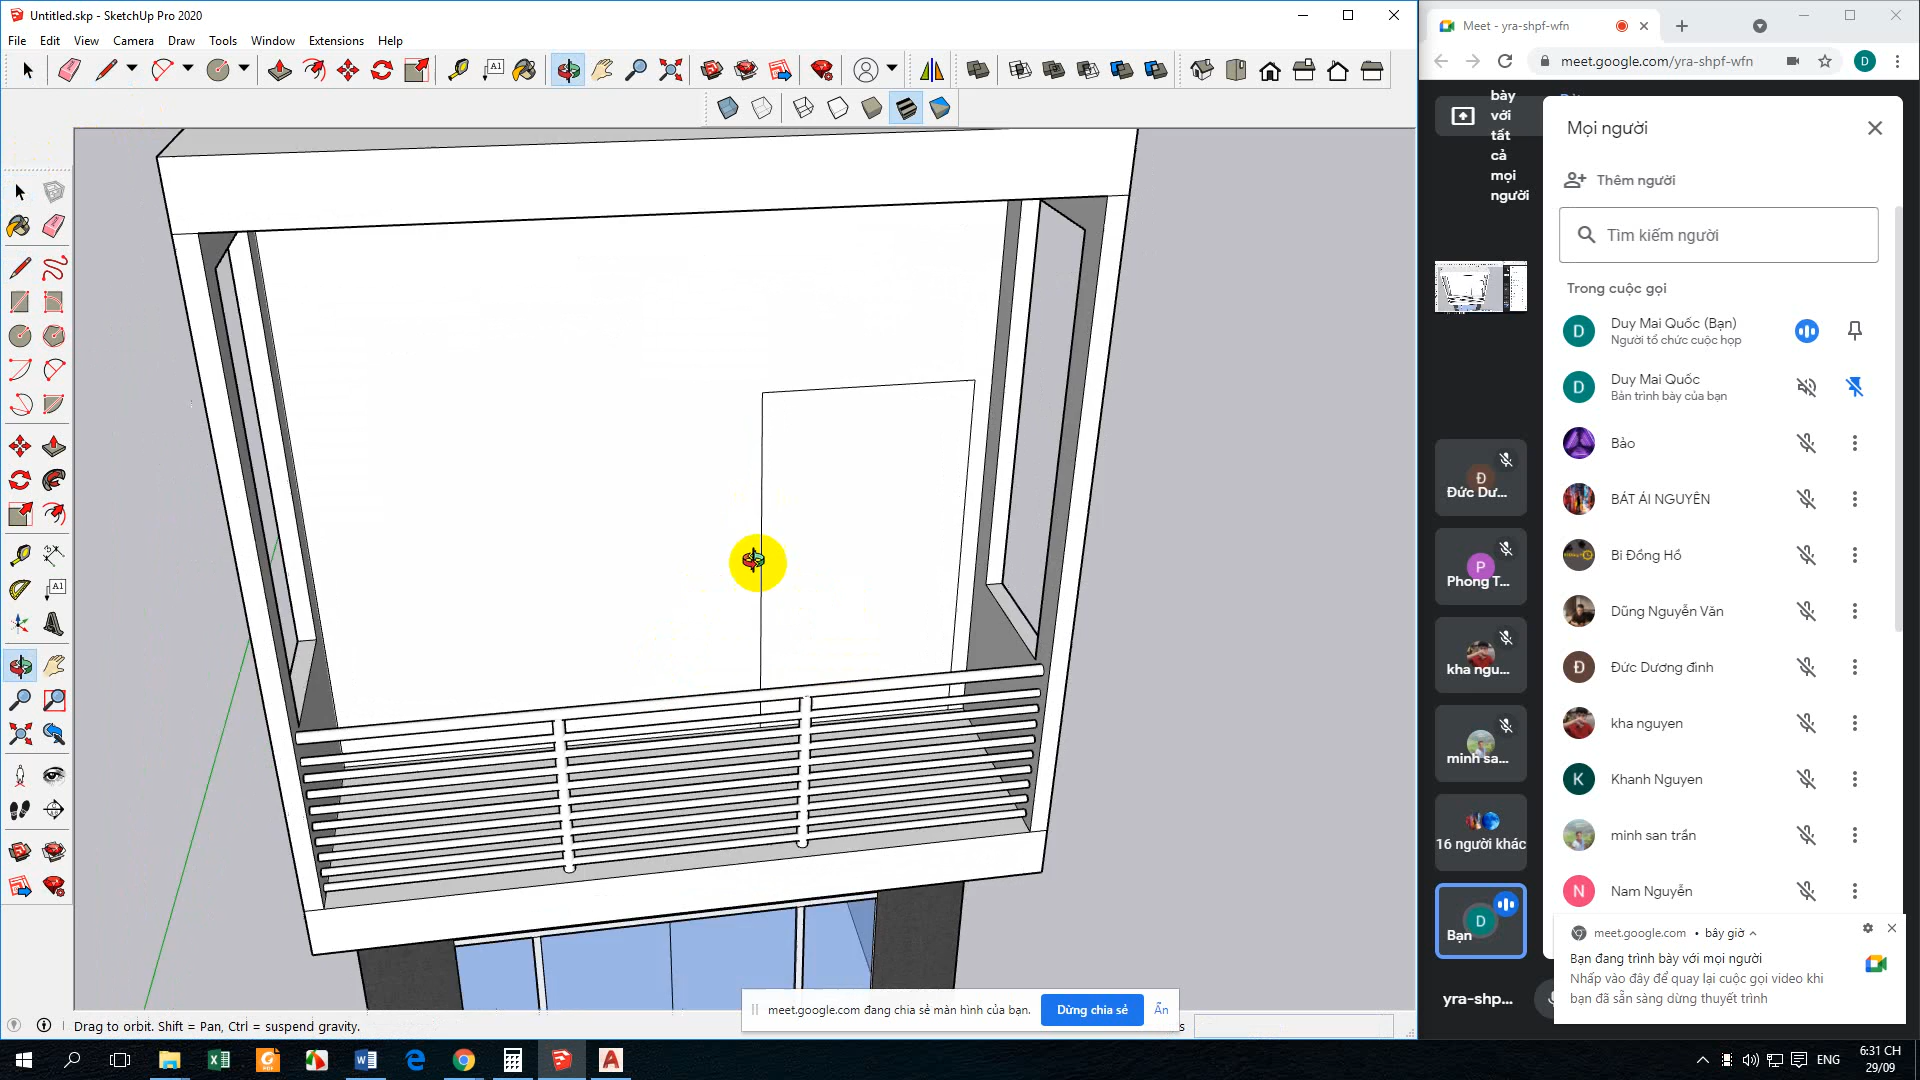 Untitled.skp - SketchUp Pro 2020
File Edit View Camera Draw Tools Window Extensions Help
Meet - yra-shpf-wfn
meet.google.com/yra-shpf-wfn
D
bày
với
tất
cả
mọi
người
Mọi người
Thêm người
Tìm kiếm người
Trong cuộc gọi
D
Duy Mai Quốc (Bạn)
Người tổ chức cuộc họp
D
Duy Mai Quốc
Bản trình bày của bạn
Bảo
BÁT ÁI NGUYÊN
Bi Đồng Hồ
Dũng Nguyễn Văn
Đ
Đức Dương đình
kha nguyen
K
Khanh Nguyen
minh san trần
N
Nam Nguyễn
Đ
Đức Dư...
P
Phong T...
kha ngu...
minh sa...
16 người khác
D
Bạn
yra-shp...
meet.google.com • bây giờ
Bạn đang trình bày với mọi người
Nhấp vào đây để quay lại cuộc gọi video khi
bạn đã sẵn sàng dừng thuyết trình
meet.google.com đang chia sẻ màn hình của bạn.
Dừng chia sẻ
Ẩn
Drag to orbit. Shift = Pan, Ctrl = suspend gravity.
ENG
6:31 CH
29/09